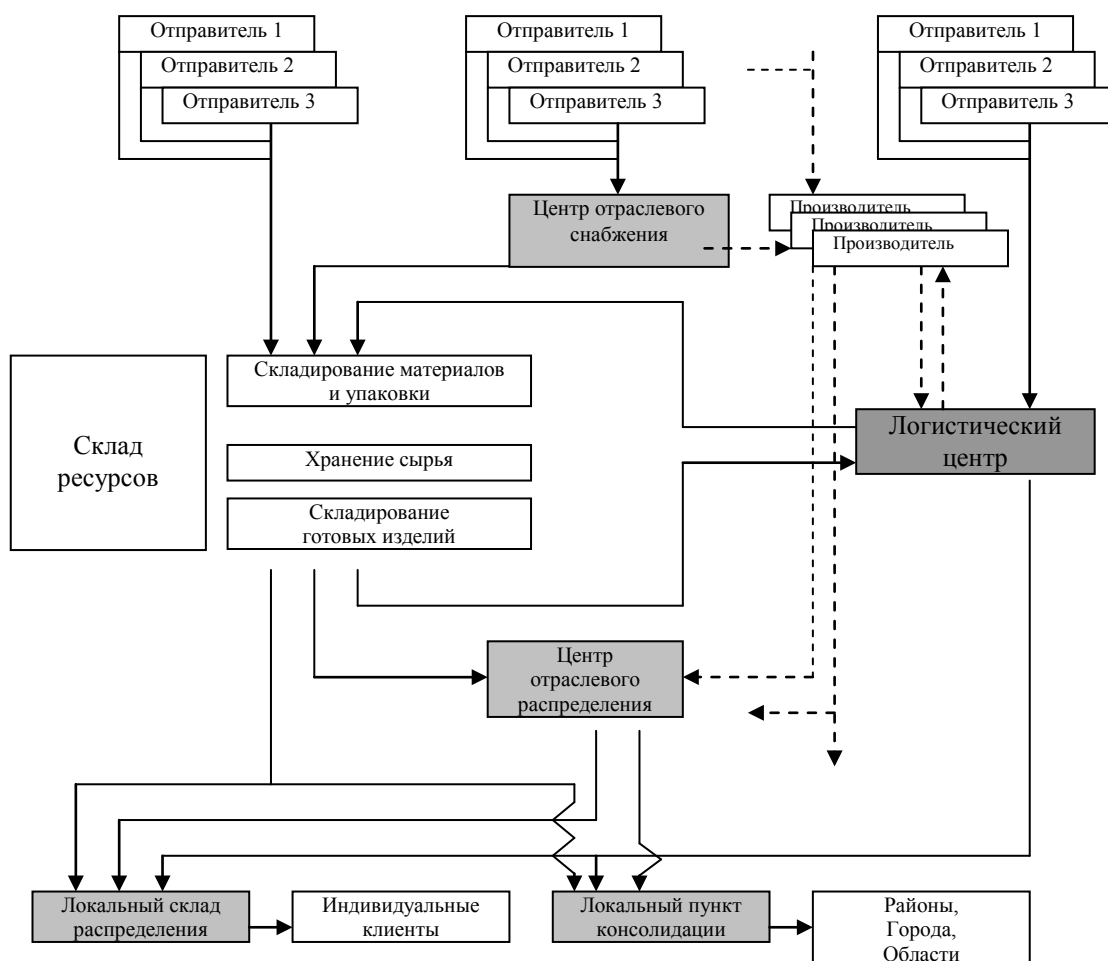 Отправитель 1
Отправитель 2
Отправитель 3
Отправитель 1
Отправитель 2
Отправитель 3
Отправитель 1
Отправитель 2
Отправитель 3
Центр отраслевого
снабжения
Производитель
Производитель
Производитель
Склад
ресурсов
Складирование материалов
и упаковки
Хранение сырья
Складирование
готовых изделий
Логистический
центр
Центр
отраслевого
распределения
Локальный склад
распределения
Индивидуальные
клиенты
Локальный пункт
консолидации
Районы,
Города,
Области